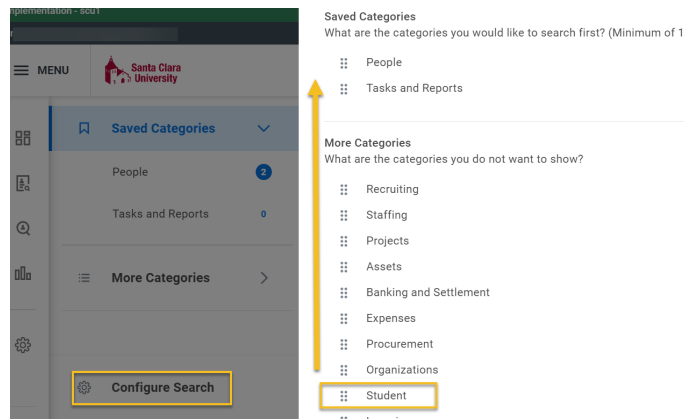 mplementation - scu1
MENU
Santa Clara
University
Saved Categories
People
2
Tasks and Reports
0
More Categories
Configure Search
Saved Categories
What are the categories you would like to search first? (Minimum of 1
People
Tasks and Reports
More Categories
What are the categories you do not want to show?
Recruiting
Staffing
Projects
Assets
Banking and Settlement
Expenses
Procurement
Organizations
Student